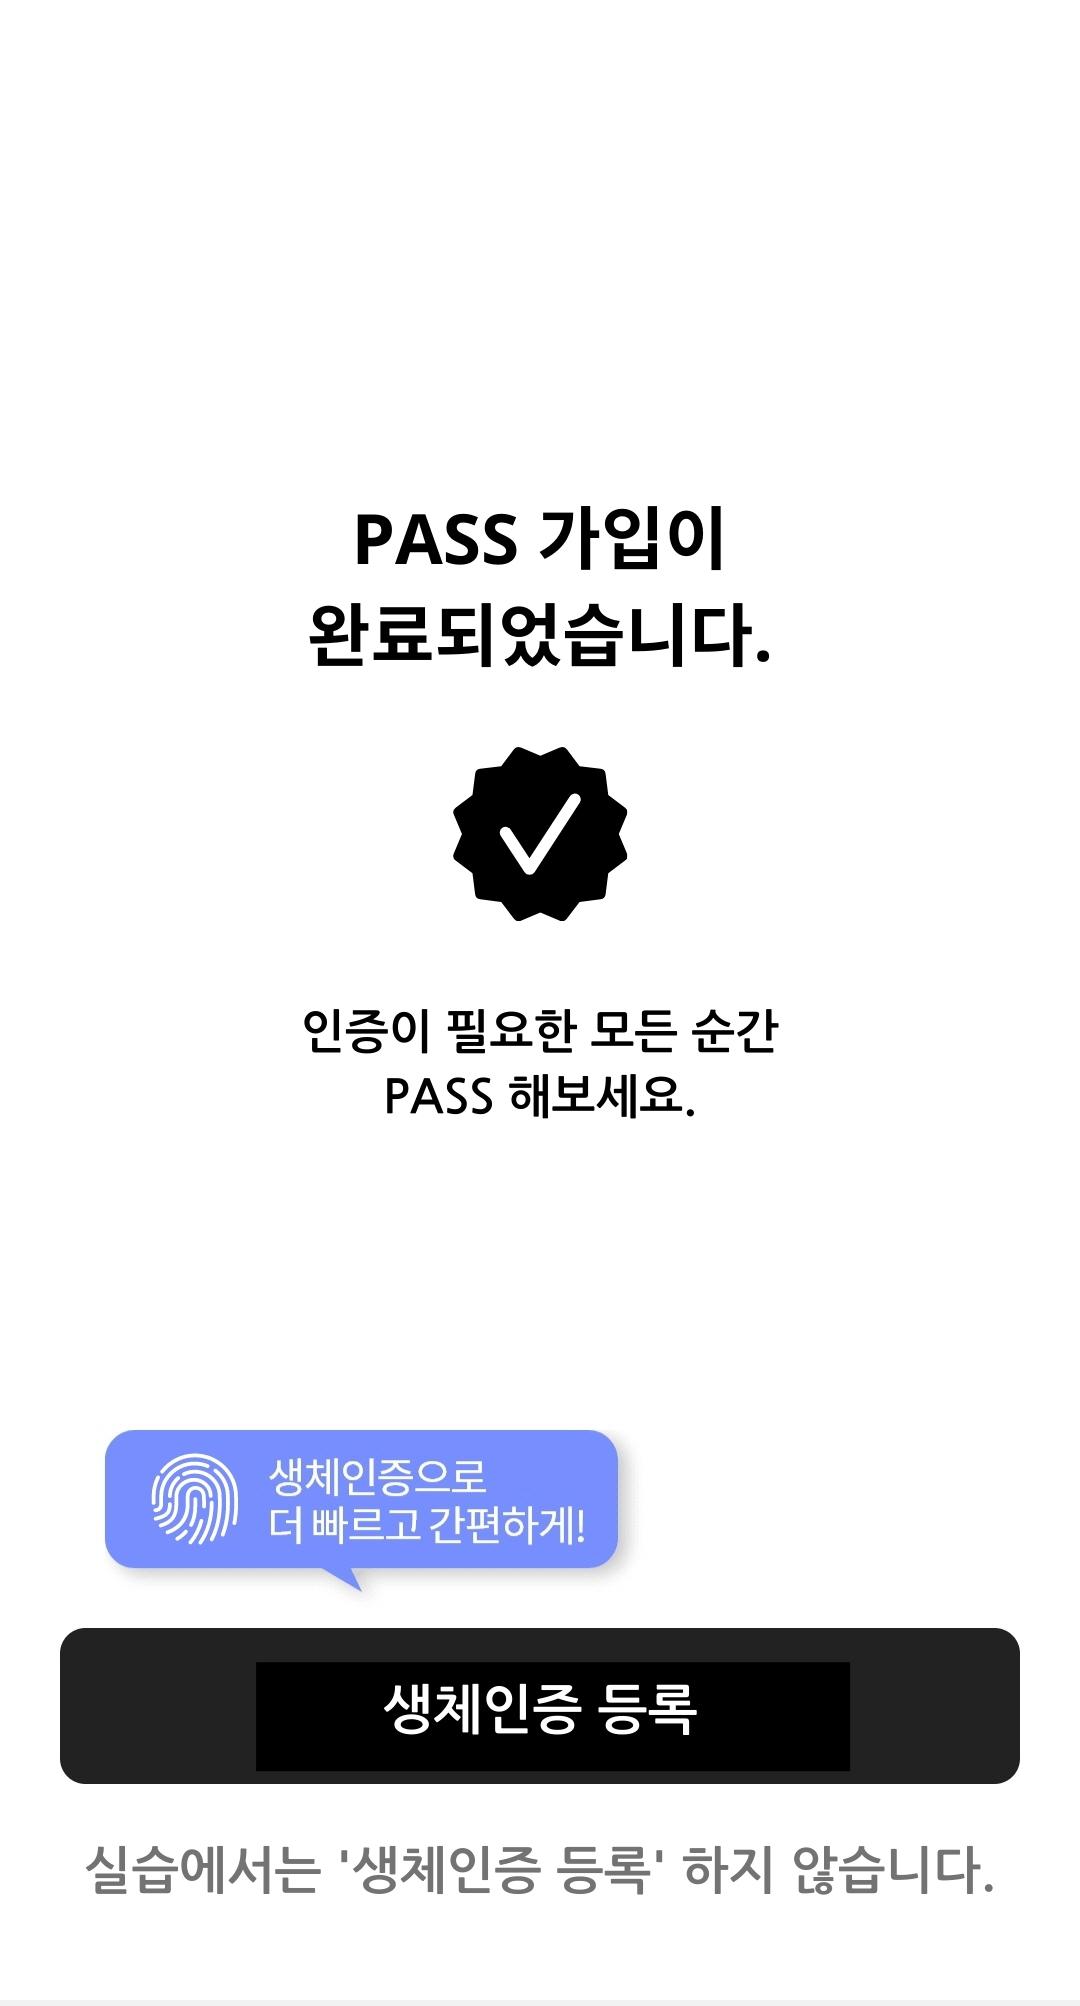 PASS 가입이
완료되었습니다.
인증이 필요한 모든 순간
PASS 해보세요.
생체인증으로
더 빠르고 간편하게!
생체인증 등록
실습에서는 '생체인증 등록' 하지 않습니다.